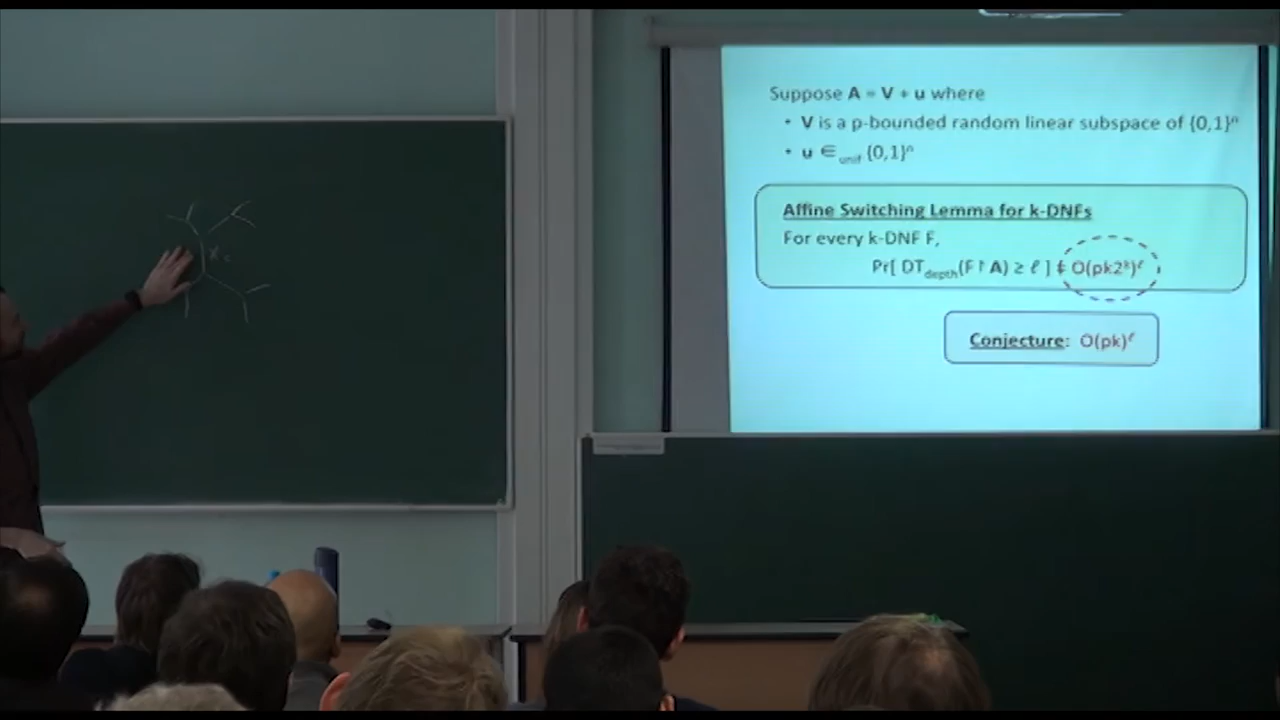 Suppose A = V + u where
• V is a p-bounded random linear subspace of {0,1}ⁿ
• u ∈unif {0,1}ⁿ
Affine Switching Lemma for k-DNFs
For every k-DNF F,
Pr[ DTdepth(F↾A) ≥ ℓ ] ≤ O(pk2ᵏ)ˡ
Conjecture: O(pk)ˡ